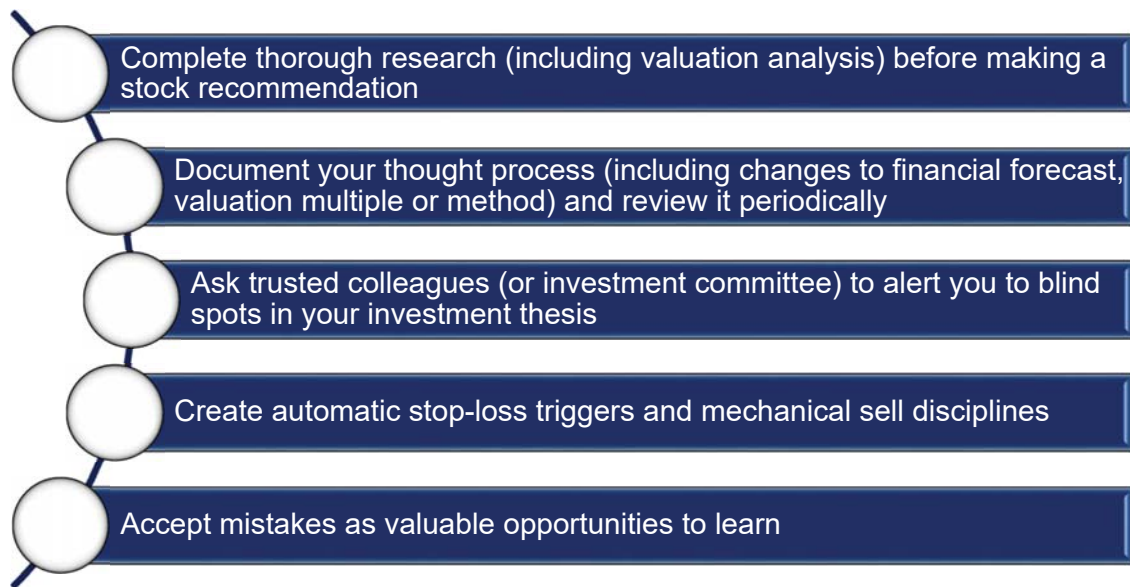 Complete thorough research (including valuation analysis) before making a
stock recommendation
Document your thought process (including changes to financial forecast,
valuation multiple or method) and review it periodically
Ask trusted colleagues (or investment committee) to alert you to blind
spots in your investment thesis
Create automatic stop-loss triggers and mechanical sell disciplines
Accept mistakes as valuable opportunities to learn